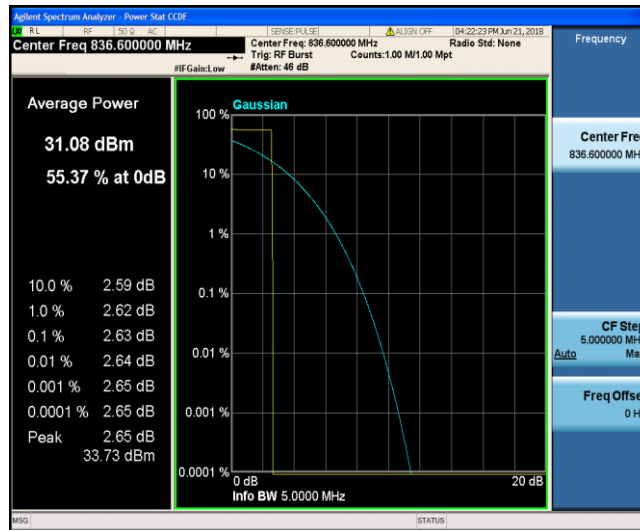 Agilent Spectrum Analyzer - Power Stat CCDF
RL RF 50 Ω AC SENSE:PULSE ALIGN OFF 04:22:23 PM Jun 21, 2018
Center Freq 836.600000 MHz
Center Freq: 836.600000 MHz Radio Std: None
Trig: RF Burst Counts:1.00 M/1.00 Mpt
#IFGain:Low #Atten: 46 dB
Frequency
Average Power
31.08 dBm
55.37 % at 0dB
10.0 % 2.59 dB
1.0 % 2.62 dB
0.1 % 2.63 dB
0.01 % 2.64 dB
0.001 % 2.65 dB
0.0001 % 2.65 dB
Peak 2.65 dB
33.73 dBm
Gaussian
100 %
10 %
1 %
0.1 %
0.01 %
0.001 %
0.0001 %
0 dB 20 dB
Info BW 5.0000 MHz
Center Fre
836.600000 MH
CF Step
5.000000 MH
Auto Ma
Freq Offse
0 H
MSG STATUS